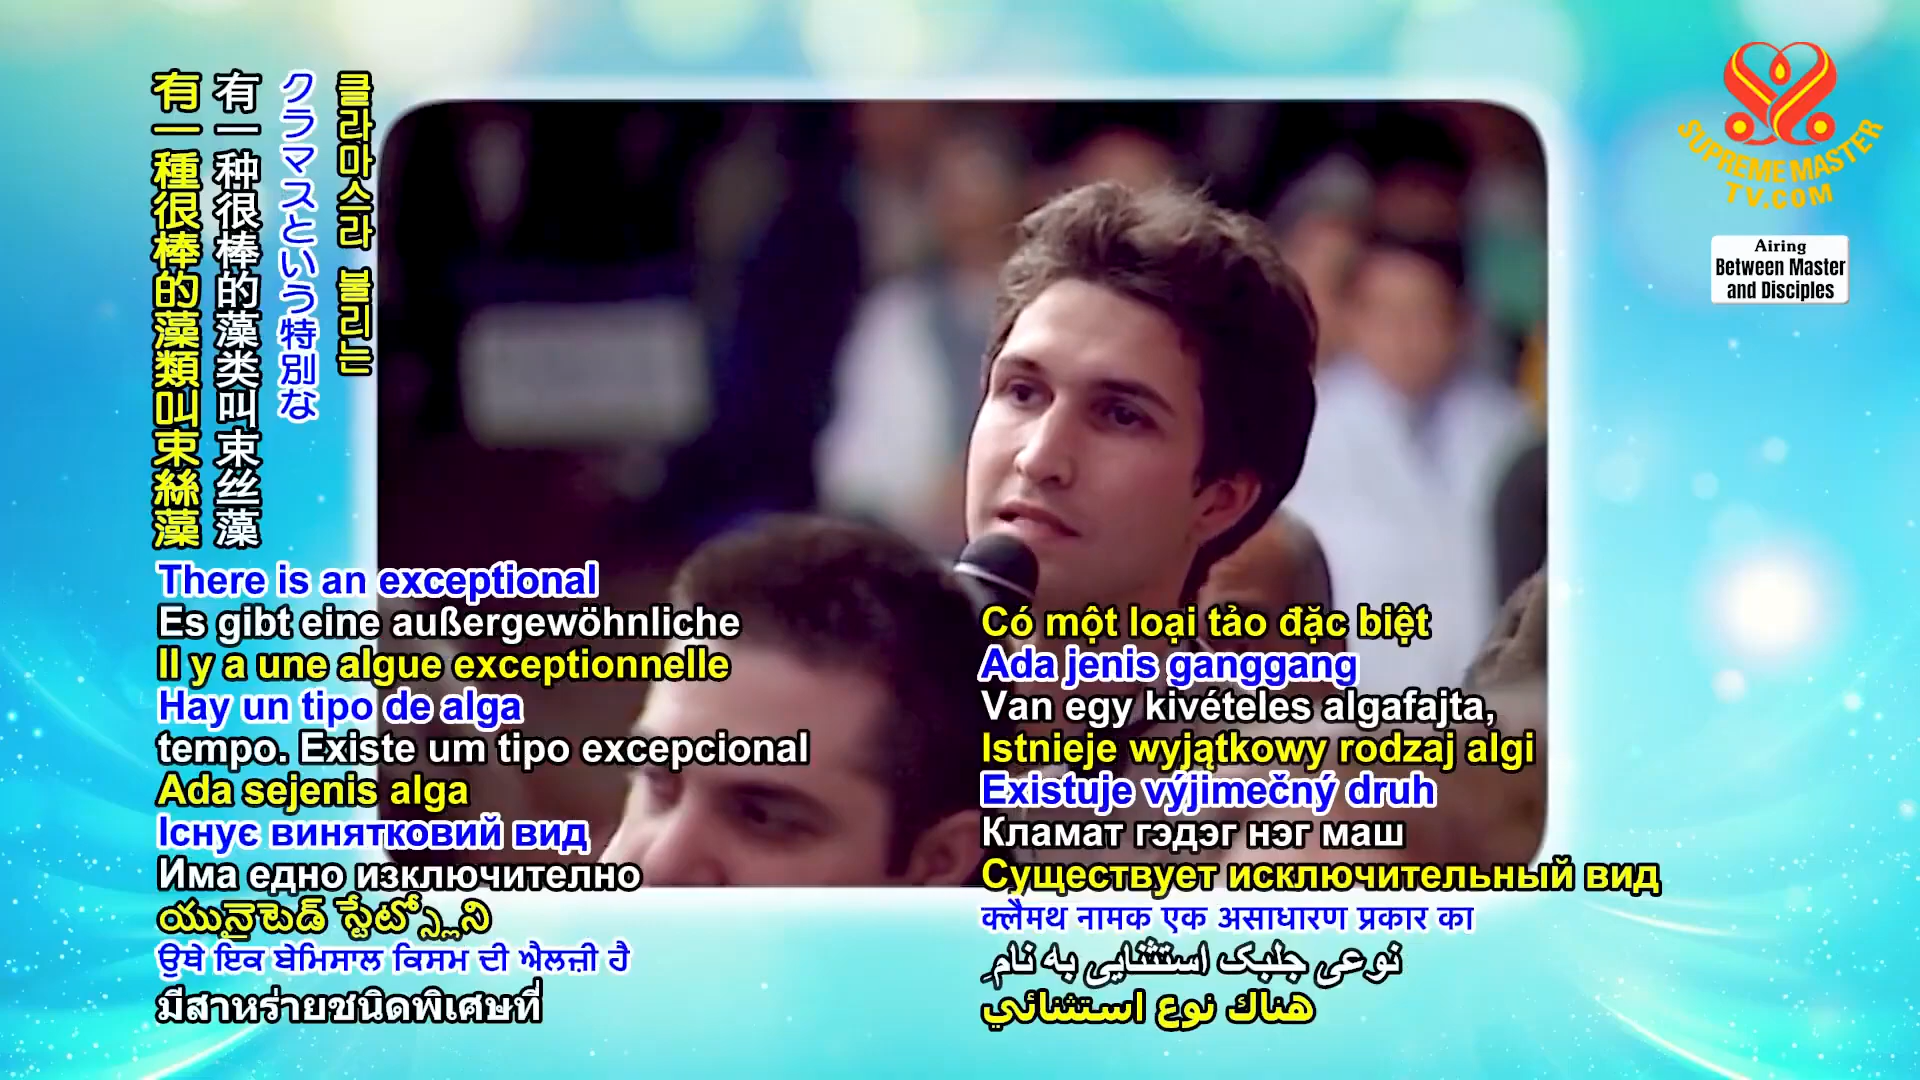 有一種很棒的藻類叫束絲藻
有一种很棒的藻类叫束丝藻
クラマスという特別な
클라마스라 불리는
SUPREME MASTER
TV.COM
Airing
Between Master
and Disciples
There is an exceptional
Es gibt eine außergewöhnliche
Il y a une algue exceptionnelle
Hay un tipo de alga
tempo. Existe um tipo excepcional
Ada sejenis alga
Існує винятковий вид
Има едно изключително
యునైటెడ్ స్టేట్స్లోని
ਉਥੇ ਇਕ ਬੇਮਿਸਾਲ ਕਿਸਮ ਦੀ ਐਲਜ਼ੀ ਹੈ
มีสาหร่ายชนิดพิเศษที่
Có một loại tảo đặc biệt
Ada jenis ganggang
Van egy kivételes algafajta,
Istnieje wyjątkowy rodzaj algi
Existuje výjimečný druh
Кламат гэдэг нэг маш
Существует исключительный вид
क्लैमथ नामक एक असाधारण प्रकार का
نوعی جلبک استثنایی به نامِ
هناك نوع استثنائي